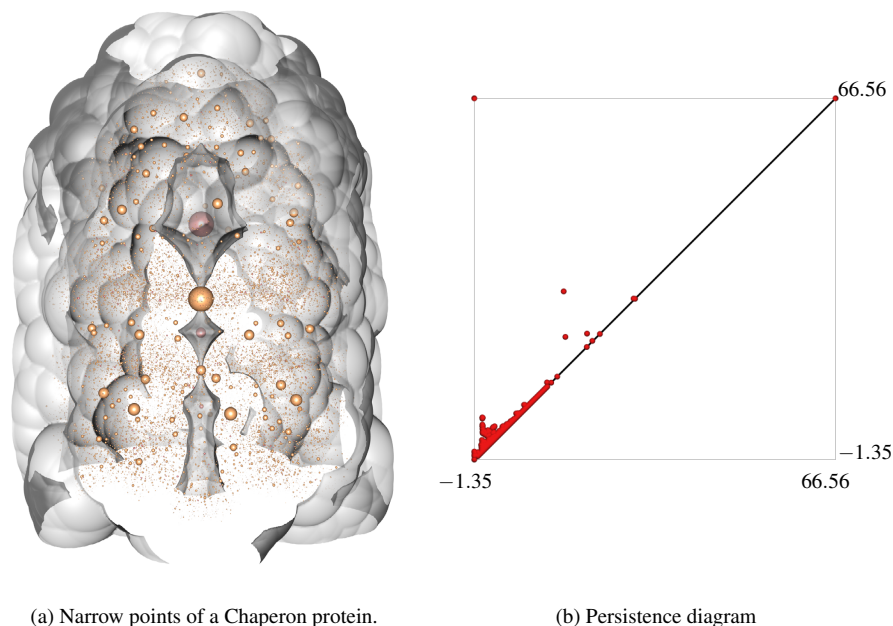 66.56
−1.35
−1.35 66.56
(a) Narrow points of a Chaperon protein. (b) Persistence diagram